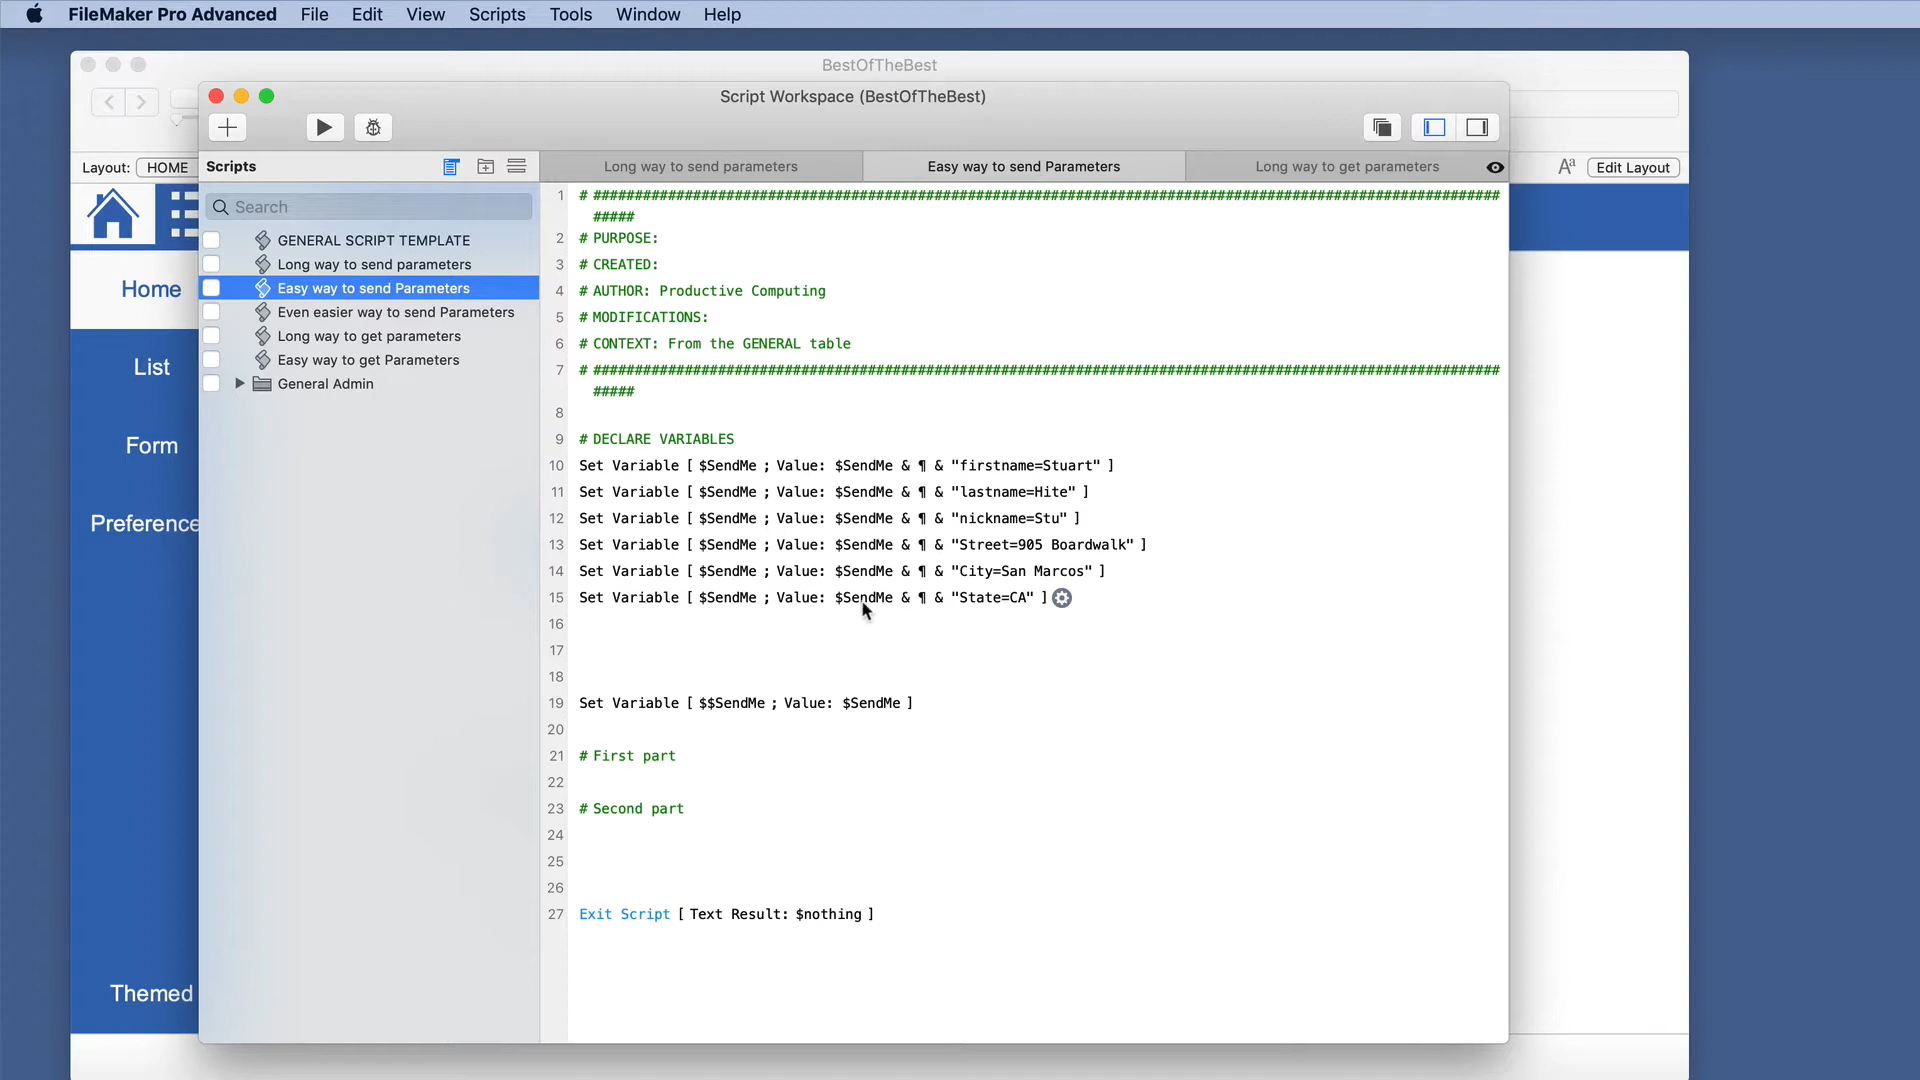 FileMaker Pro Advanced File Edit View Scripts Tools Window Help
BestOfTheBest
Script Workspace (BestOfTheBest)
Layout: HOME
Edit Layout
Scripts
Long way to send parameters
Easy way to send Parameters
Long way to get parameters
Search
GENERAL SCRIPT TEMPLATE
Long way to send parameters
Easy way to send Parameters
Even easier way to send Parameters
Long way to get parameters
Easy way to get Parameters
General Admin
Home
List
Form
Preference
Themed
1 # ##############################################################################################################
#####
2 # PURPOSE:
3 # CREATED:
4 # AUTHOR: Productive Computing
5 # MODIFICATIONS:
6 # CONTEXT: From the GENERAL table
7 # ##############################################################################################################
#####
8
9 # DECLARE VARIABLES
10 Set Variable [ $SendMe ; Value: $SendMe & ¶ & "firstname=Stuart" ]
11 Set Variable [ $SendMe ; Value: $SendMe & ¶ & "lastname=Hite" ]
12 Set Variable [ $SendMe ; Value: $SendMe & ¶ & "nickname=Stu" ]
13 Set Variable [ $SendMe ; Value: $SendMe & ¶ & "Street=905 Boardwalk" ]
14 Set Variable [ $SendMe ; Value: $SendMe & ¶ & "City=San Marcos" ]
15 Set Variable [ $SendMe ; Value: $SendMe & ¶ & "State=CA" ]
16
17
18
19 Set Variable [ $$SendMe ; Value: $SendMe ]
20
21 # First part
22
23 # Second part
24
25
26
27 Exit Script [ Text Result: $nothing ]